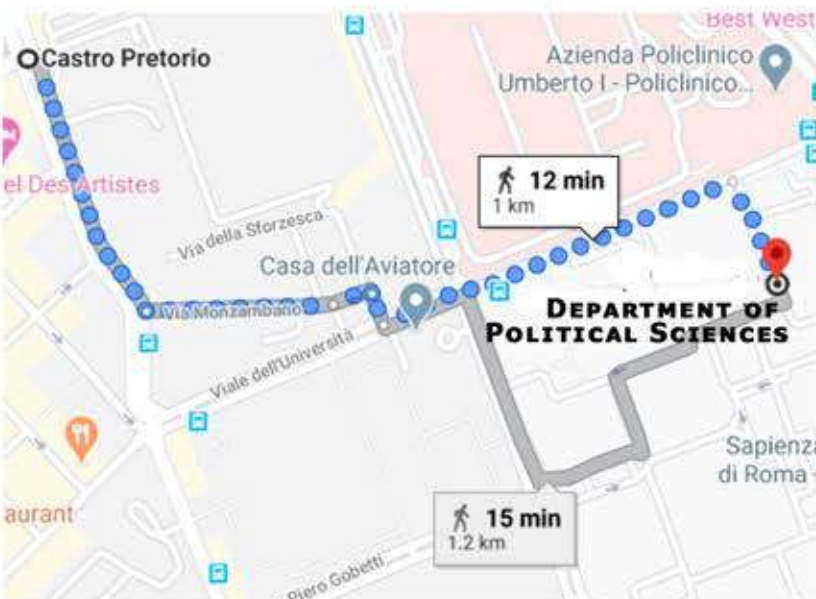 Best West
Castro Pretorio
Azienda Policlinico
Umberto I - Policlinico...
el Des Artistes
12 min
1 km
Via della Sforzesca
Casa dell'Aviatore
Via Monzambano
DEPARTMENT OF
POLITICAL SCIENCES
Viale dell'Università
Sapienza
di Roma -
aurant
15 min
1.2 km
Piero Gobetti